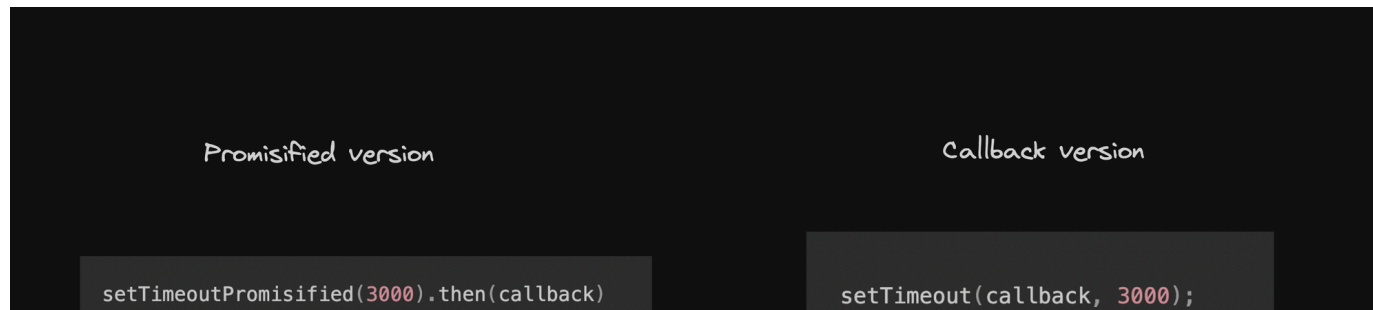 Promisified version
Callback version
setTimeoutPromisified(3000).then(callback)
setTimeout(callback, 3000);